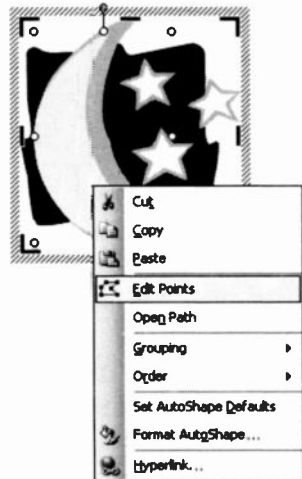 Cut
Copy
Paste
Edit Points
Open Path
Grouping
Order
Set AutoShape Defaults
Format AutoShape...
Hyperlink...